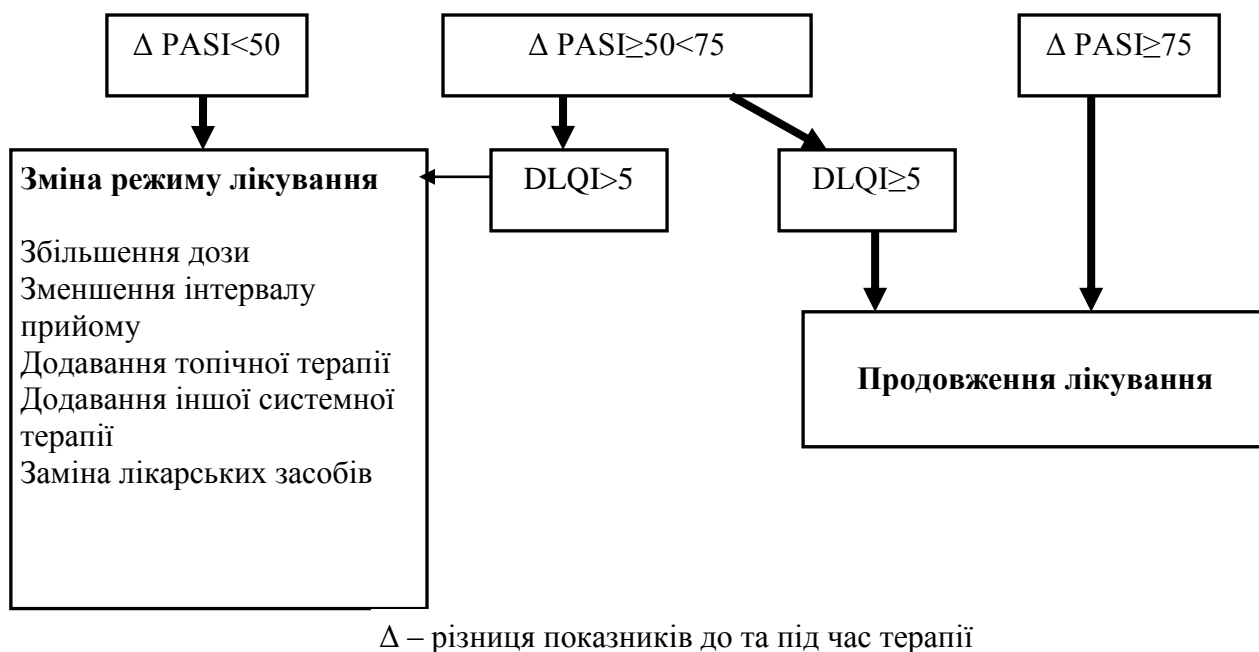 Δ PASI<50
Δ PASI≥50<75
Δ PASI≥75
Зміна режиму лікування
Збільшення дози
Зменшення інтервалу
прийому
Додавання топічної терапії
Додавання іншої системної
терапії
Заміна лікарських засобів
DLQI>5
DLQI≥5
Продовження лікування
Δ – різниця показників до та під час терапії